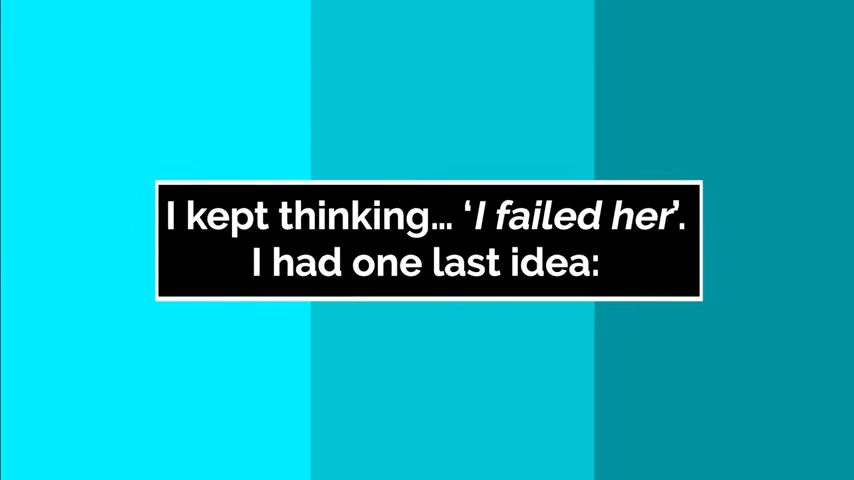 I kept thinking... ‘I failed her’.
I had one last idea: